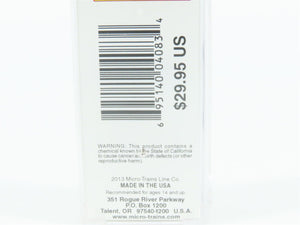 6 95140 04083 4
$29.95 US
WARNING: This product contains a
chemical known to the State of California
to cause cancer and birth defects (or other
reproductive harm).
2013 Micro-Trains Line Co.
MADE IN THE USA
Recommended for ages 14 and up.
351 Rogue River Parkway
P.O. Box 1200
Talent, OR 97540-1200 U.S.A.
www.micro-trains.com